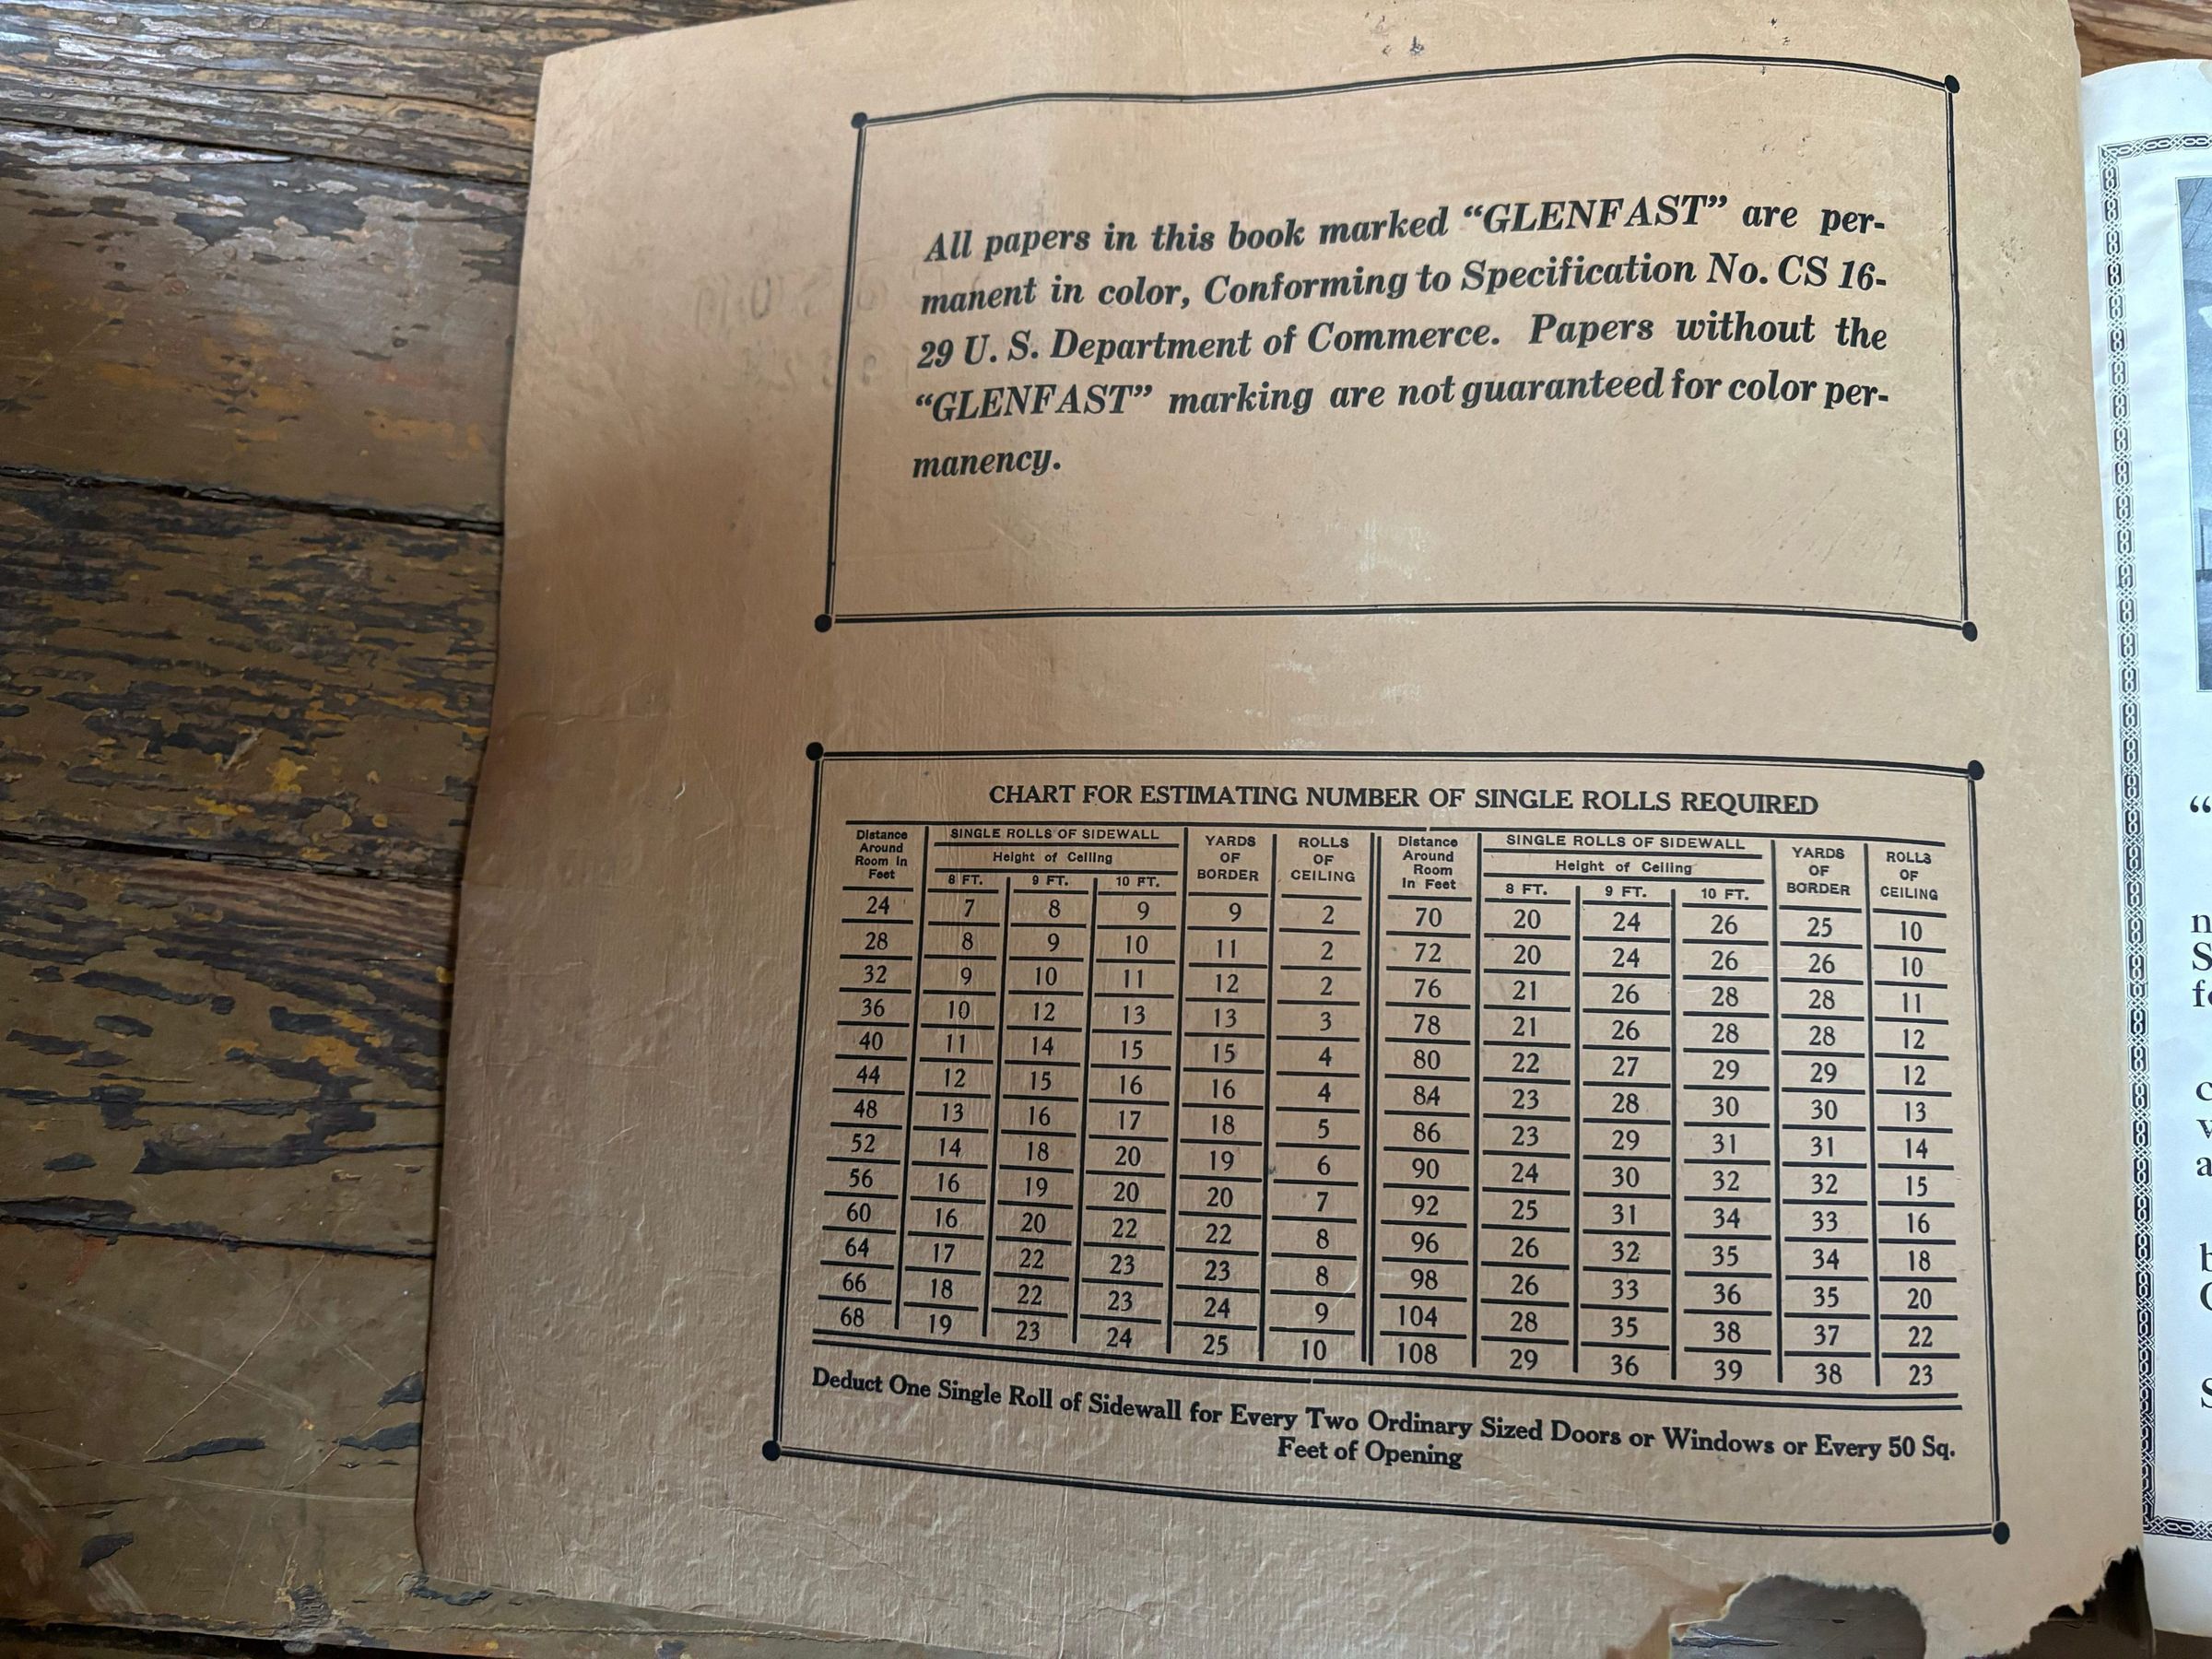 All papers in this book marked “GLENFAST” are per-
manent in color, Conforming to Specification No. CS 16-
29 U. S. Department of Commerce. Papers without the
“GLENFAST” marking are not guaranteed for color per-
manency.
CHART FOR ESTIMATING NUMBER OF SINGLE ROLLS REQUIRED
Distance Around Room In Feet | SINGLE ROLLS OF SIDEWALL | YARDS OF BORDER | ROLLS OF CEILING | Distance Around Room In Feet | SINGLE ROLLS OF SIDEWALL | YARDS OF BORDER | ROLLS OF CEILING
Height of Ceiling | Height of Ceiling
8 FT. | 9 FT. | 10 FT. | 8 FT. | 9 FT. | 10 FT.
24 7 8 9 9 2 70 20 24 26 25 10
28 8 9 10 11 2 72 20 24 26 26 10
32 9 10 11 12 2 76 21 26 28 28 11
36 10 12 13 13 3 78 21 26 28 28 12
40 11 14 15 15 4 80 22 27 29 29 12
44 12 15 16 16 4 84 23 28 30 30 13
48 13 16 17 18 5 86 23 29 31 31 14
52 14 18 20 19 6 90 24 30 32 32 15
56 16 19 20 20 7 92 25 31 34 33 16
60 16 20 22 22 8 96 26 32 35 34 18
64 17 22 23 23 8 98 26 33 36 35 20
66 18 22 23 24 9 104 28 35 38 37 22
68 19 23 24 25 10 108 29 36 39 38 23
Deduct One Single Roll of Sidewall for Every Two Ordinary Sized Doors or Windows or Every 50 Sq.
Feet of Opening